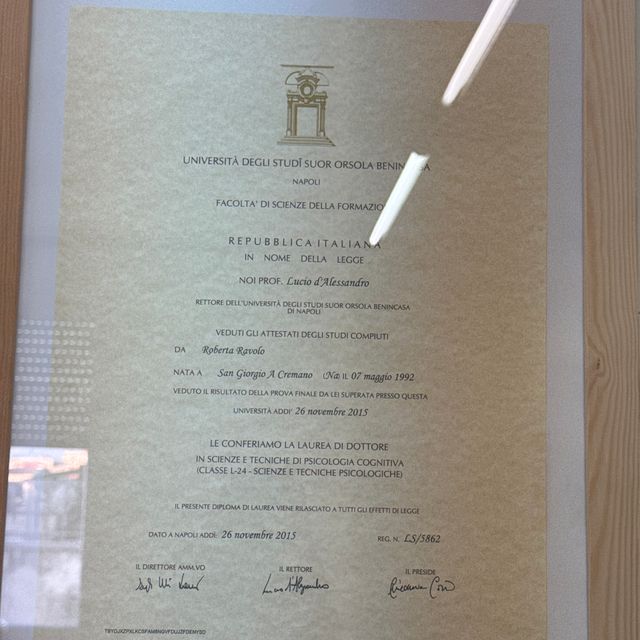 UNIVERSITÀ DEGLI STUDI SUOR ORSOLA BENINCASA
NAPOLI
FACOLTA' DI SCIENZE DELLA FORMAZIO
REPUBBLICA ITALIANA
IN NOME DELLA LEGGE
NOI PROF. Lucio d'Alessandro
RETTORE DELL'UNIVERSITÀ DEGLI STUDI SUOR ORSOLA BENINCASA
DI NAPOLI
VEDUTI GLI ATTESTATI DEGLI STUDI COMPIUTI
DA Roberta Ravolo
NATA A San Giorgio A Cremano (Na) IL 07 maggio 1992
VEDUTO IL RISULTATO DELLA PROVA FINALE DA LEI SUPERATA PRESSO QUESTA
UNIVERSITÀ ADDI' 26 novembre 2015
LE CONFERIAMO LA LAUREA DI DOTTORE
IN SCIENZE E TECNICHE DI PSICOLOGIA COGNITIVA
(CLASSE L-24 - SCIENZE E TECNICHE PSICOLOGICHE)
IL PRESENTE DIPLOMA DI LAUREA VIENE RILASCIATO A TUTTI GLI EFFETTI DI LEGGE
DATO A NAPOLI ADDI' 26 novembre 2015 REG. N. LS/5862
IL DIRETTORE AMM.VO IL RETTORE IL PRESIDE